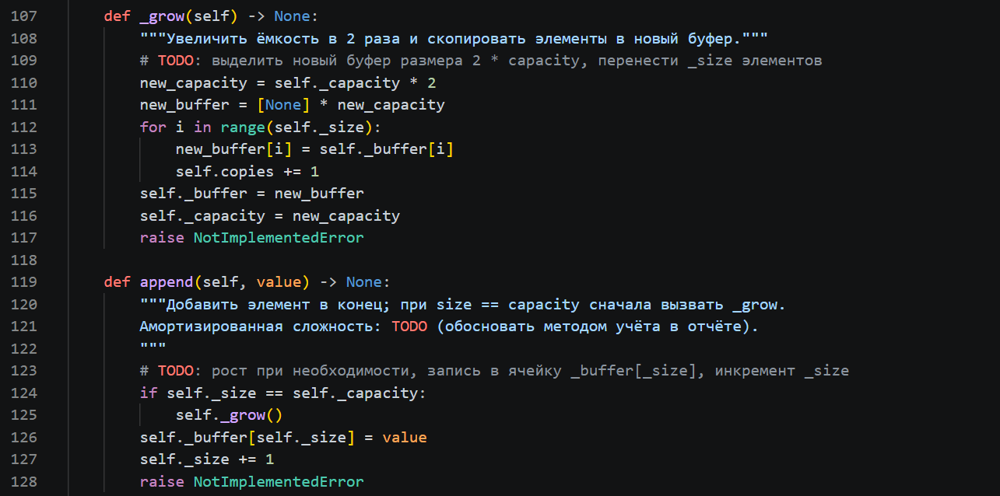 107 def _grow(self) -> None:
108 """Увеличить ёмкость в 2 раза и скопировать элементы в новый буфер."""
109 # TODO: выделить новый буфер размера 2 * capacity, перенести _size элементов
110 new_capacity = self._capacity * 2
111 new_buffer = [None] * new_capacity
112 for i in range(self._size):
113 new_buffer[i] = self._buffer[i]
114 self.copies += 1
115 self._buffer = new_buffer
116 self._capacity = new_capacity
117 raise NotImplementedError
118
119 def append(self, value) -> None:
120 """Добавить элемент в конец; при size == capacity сначала вызвать _grow.
121 Амортизированная сложность: TODO (обосновать методом учёта в отчёте).
122 """
123 # TODO: рост при необходимости, запись в ячейку _buffer[_size], инкремент _size
124 if self._size == self._capacity:
125 self._grow()
126 self._buffer[self._size] = value
127 self._size += 1
128 raise NotImplementedError